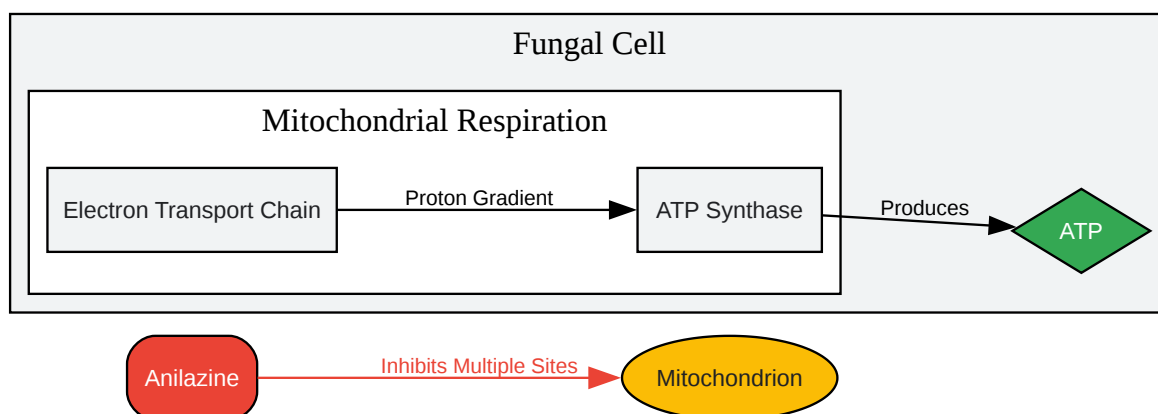 Fungal Cell
Mitochondrial Respiration
Electron Transport Chain
Proton Gradient
ATP Synthase
Produces
ATP
Anilazine
Inhibits Multiple Sites
Mitochondrion